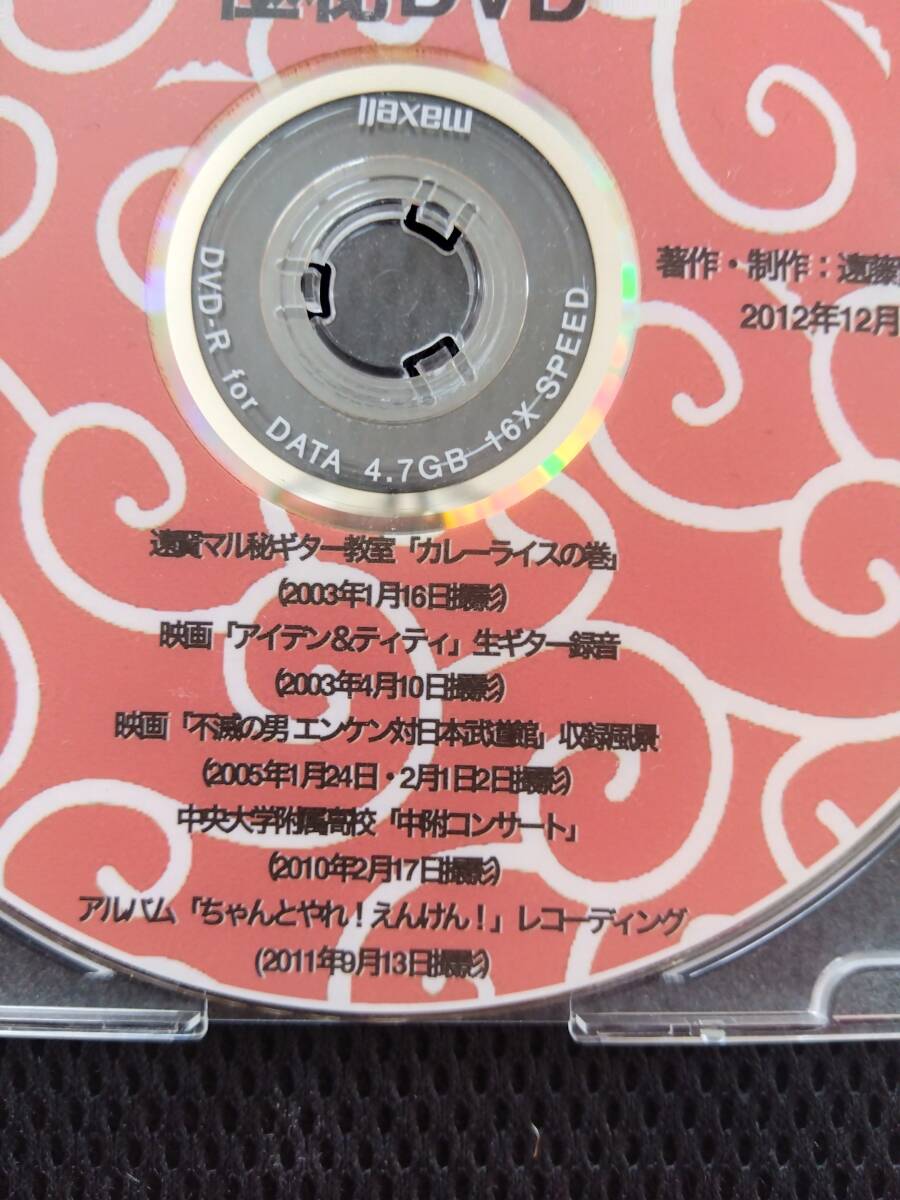 極秘DVD
maxell
DVD-R for DATA 4.7GB 16X SPEED
著作・制作：遠藤
2012年12月
遠賢マル秘ギター教室「カレーライスの巻」
(2003年1月16日撮影)
映画「アイデン&ティティ」生ギター録音
(2003年4月10日撮影)
映画「不滅の男 エンケン対日本武道館」収録風景
(2005年1月24日・2月1日2日撮影)
中央大学附属高校「中附コンサート」
(2010年2月17日撮影)
アルバム「ちゃんとやれ！えんけん！」レコーディング
(2011年9月13日撮影)